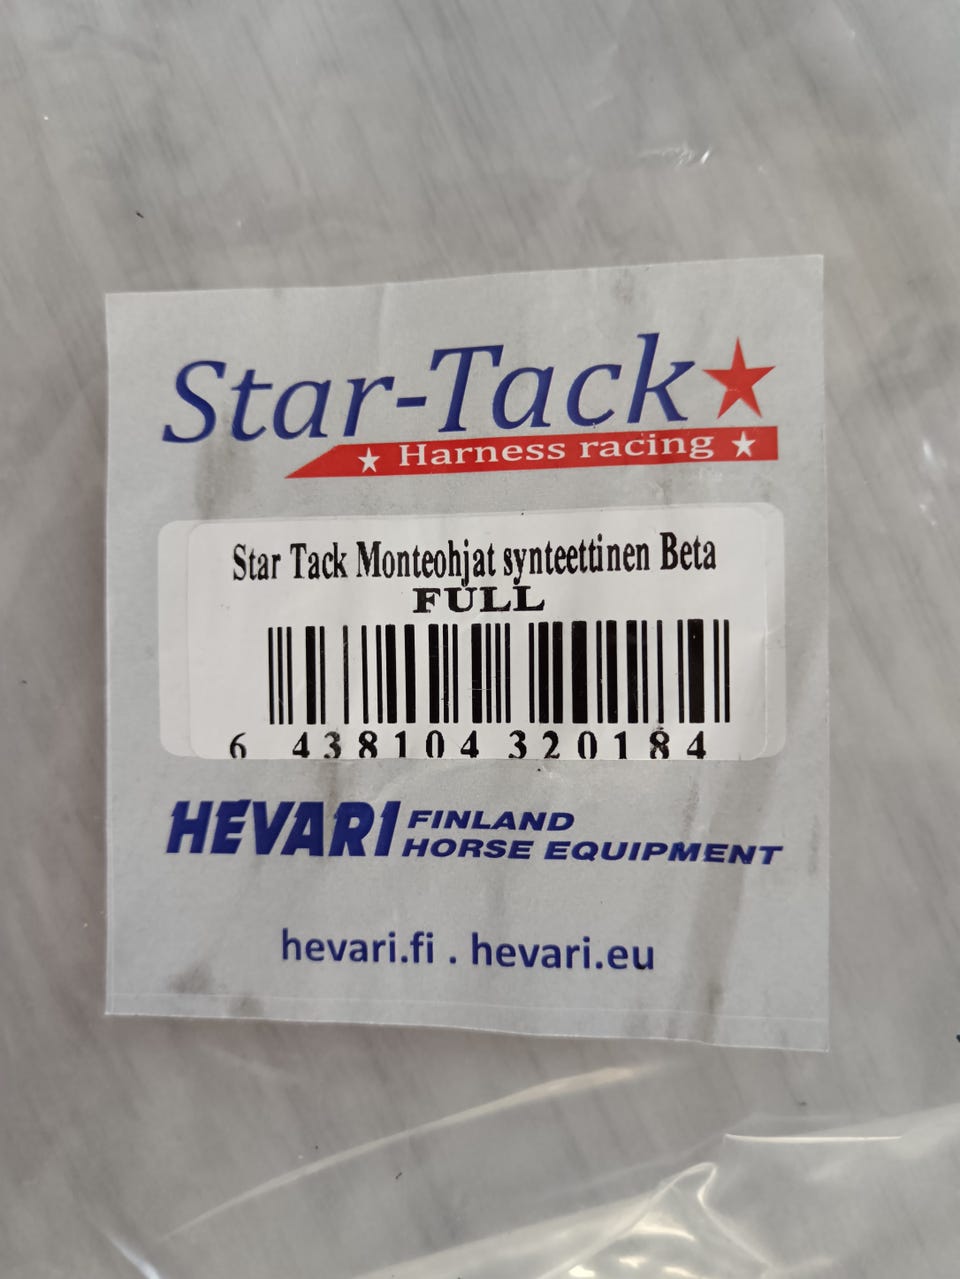 Star-Tack
Harness racing
Star Tack Monteohjat synteettinen Beta
FULL
6 438104 320184
HEVARI FINLAND
HORSE EQUIPMENT
hevari.fi . hevari.eu